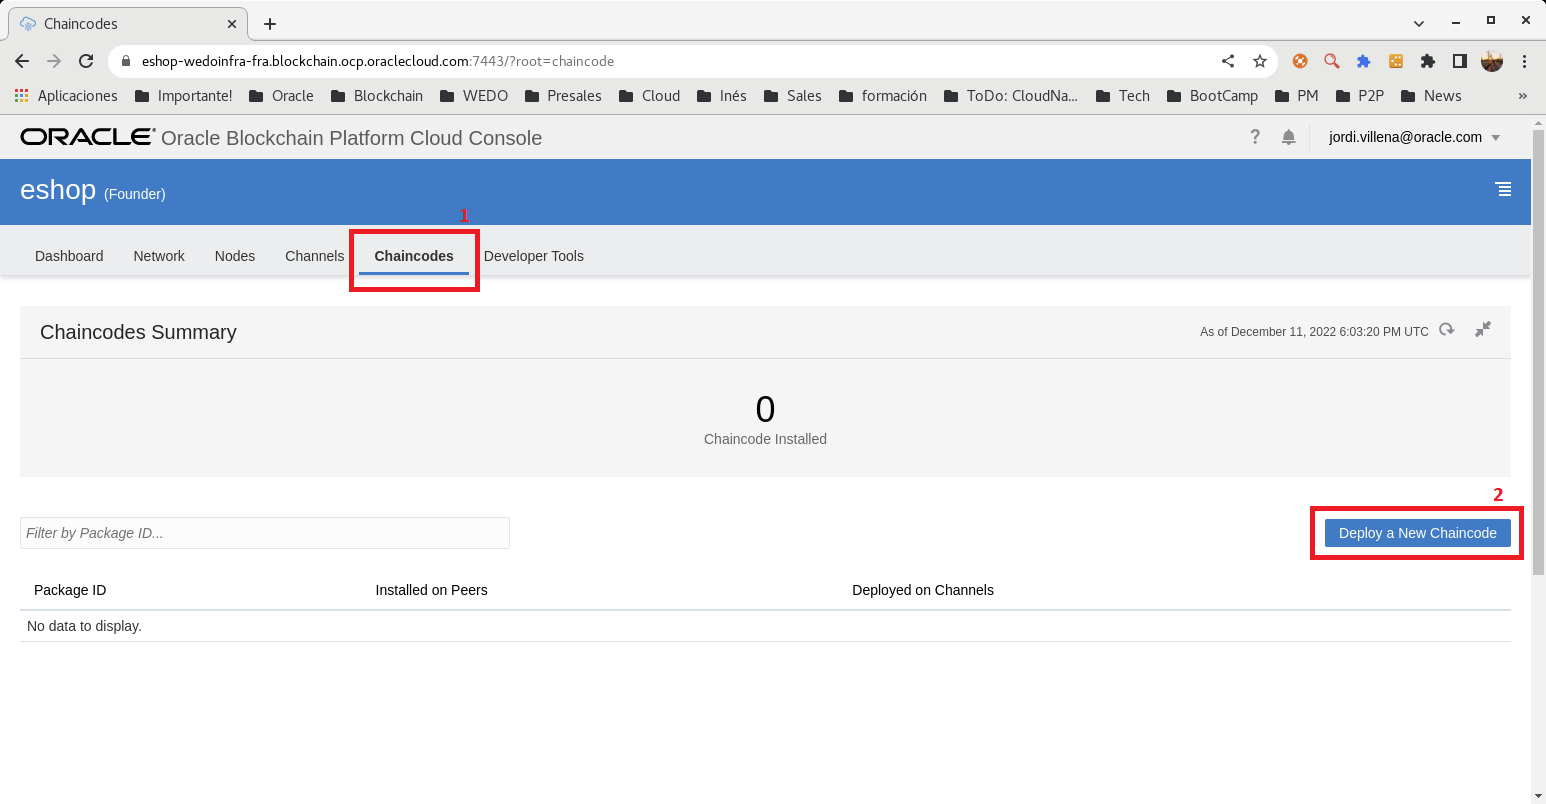 Chaincodes
eshop-wedoinfra-fra.blockchain.ocp.oraclecloud.com:7443/?root=chaincode
Aplicaciones Importante! Oracle Blockchain WEDO Presales Cloud Inés Sales formación ToDo: CloudNa... Tech BootCamp PM P2P News »
ORACLE® Oracle Blockchain Platform Cloud Console ? jordi.villena@oracle.com
eshop (Founder)
1
Dashboard Network Nodes Channels Chaincodes Developer Tools
Chaincodes Summary As of December 11, 2022 6:03:20 PM UTC
0
Chaincode Installed
2
Filter by Package ID... Deploy a New Chaincode
Package ID Installed on Peers Deployed on Channels
No data to display.